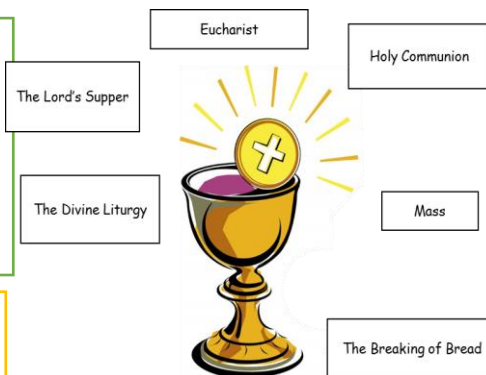 Eucharist
Holy Communion
The Lord's Supper
The Divine Liturgy
Mass
The Breaking of Bread